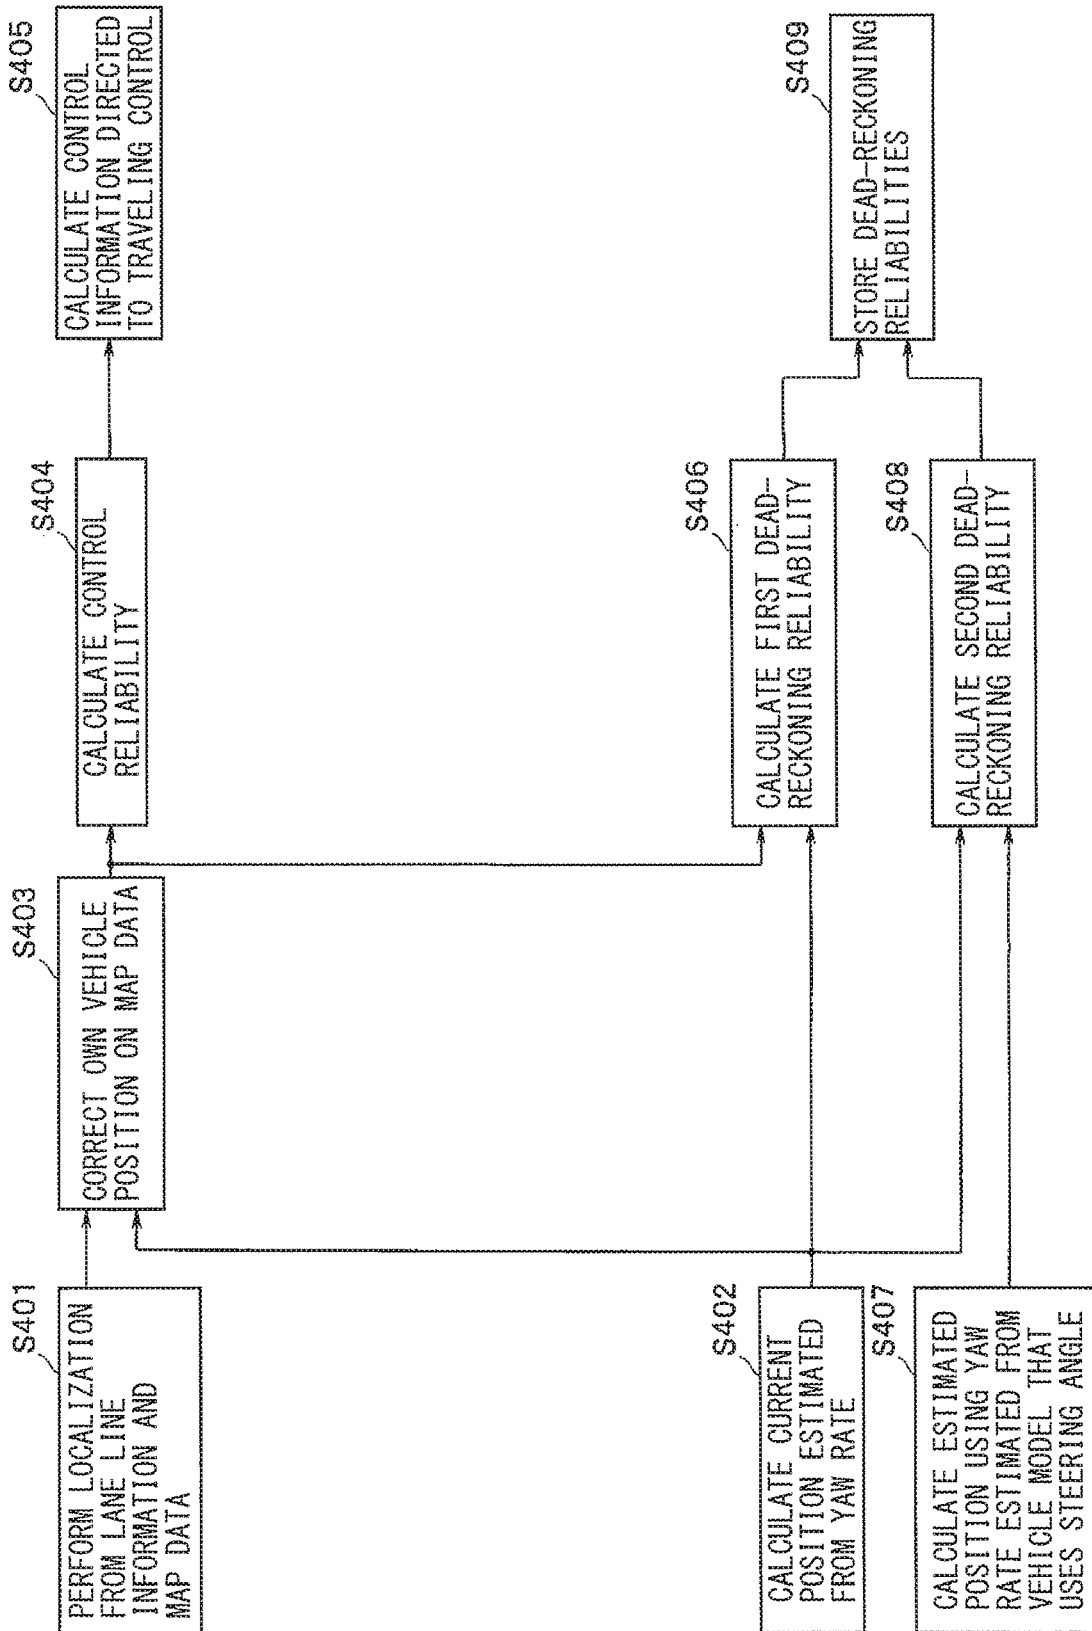 S401
PERFORM LOCALIZATION
FROM LANE LINE
INFORMATION AND
MAP DATA
S403
CORRECT OWN VEHICLE
POSITION ON MAP DATA
S404
CALCULATE CONTROL
RELIABILITY
S405
CALCULATE CONTROL
INFORMATION DIRECTED
TO TRAVELING CONTROL
S402
CALCULATE CURRENT
POSITION ESTIMATED
FROM YAW RATE
S406
CALCULATE FIRST DEAD-
RECKONING RELIABILITY
S409
STORE DEAD-RECKONING
RELIABILITIES
S407
CALCULATE ESTIMATED
POSITION USING YAW
RATE ESTIMATED FROM
VEHICLE MODEL THAT
USES STEERING ANGLE
S408
CALCULATE SECOND DEAD-
RECKONING RELIABILITY